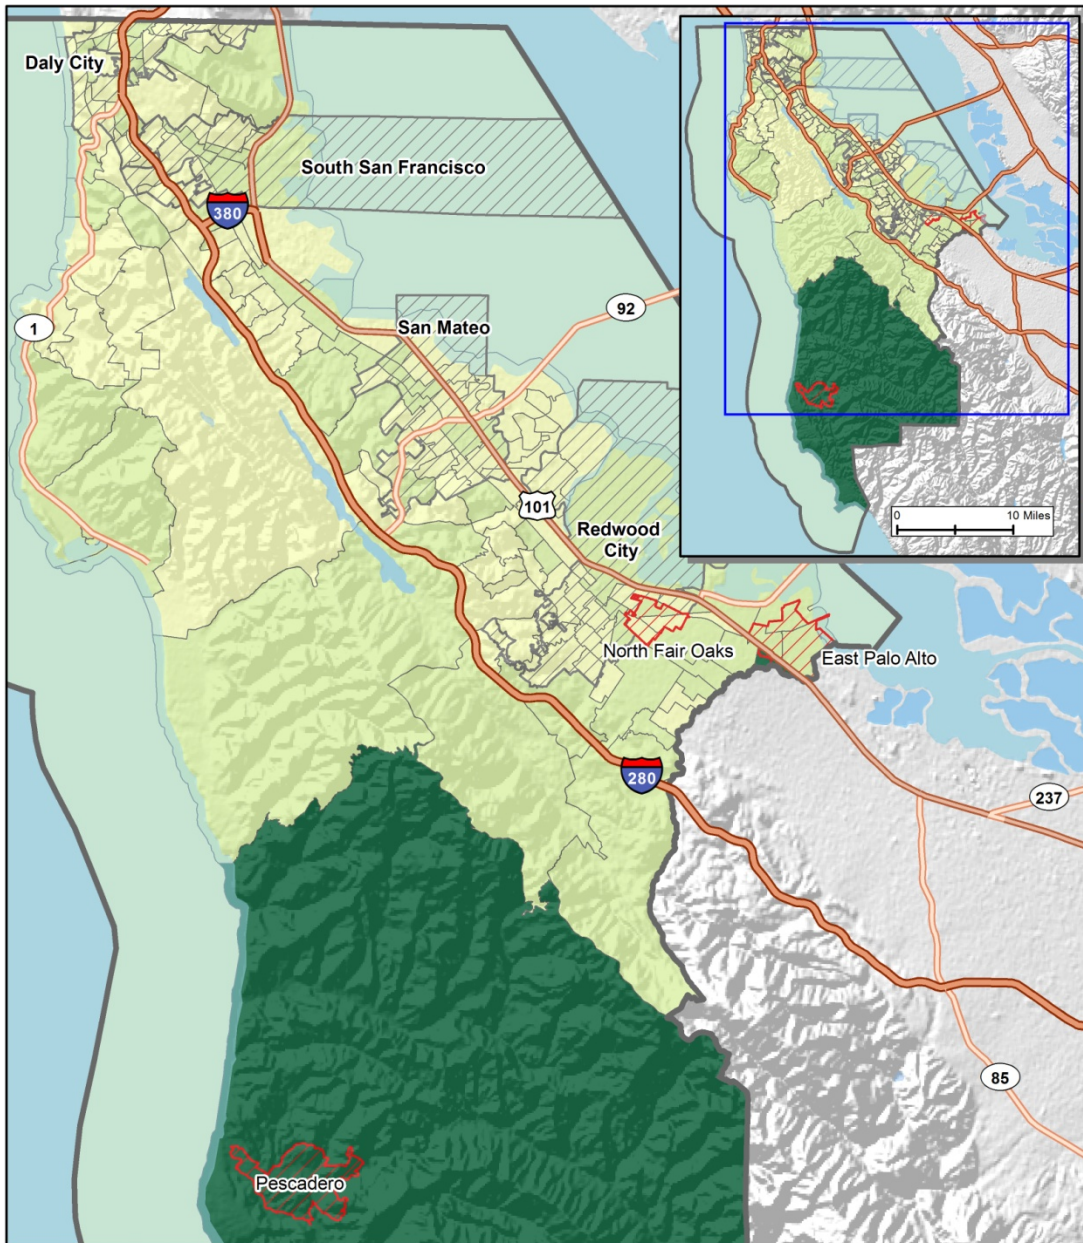 Daly City
South San Francisco
380
1
San Mateo
92
101
Redwood
City
0 10 Miles
North Fair Oaks
East Palo Alto
280
237
85
Pescadero